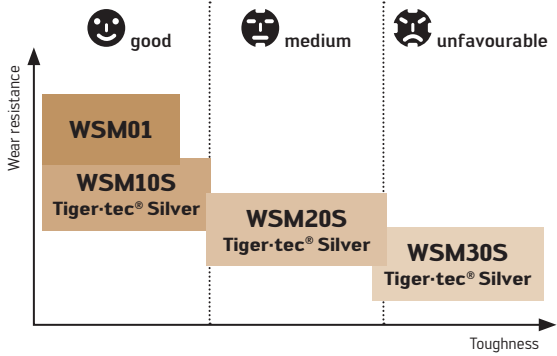 good
medium
unfavourable
Wear resistance
WSM01
WSM10S
Tiger·tec® Silver
WSM20S
Tiger·tec® Silver
WSM30S
Tiger·tec® Silver
Toughness